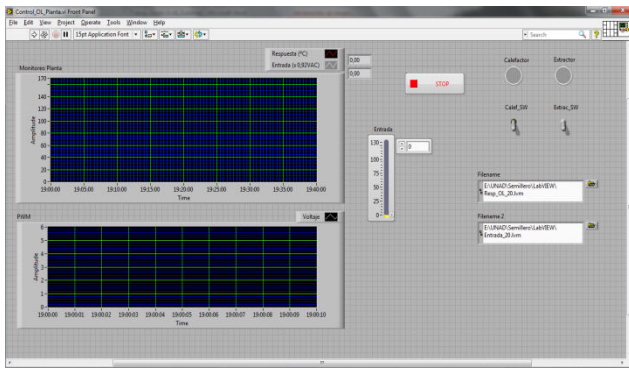 Control_OL_Planta.vi Front Panel
File Edit View Project Operate Tools Window Help
15pt Application Font
Search
Respuesta (ºC)
Entrada (x 0,92VAC)
0,00
0,00
Monitoreo Planta
Amplitude
170
140
120
100
80
60
40
20
0
19:00:00 19:05:00 19:10:00 19:15:00 19:20:00 19:25:00 19:30:00 19:35:00 19:40:00
Time
STOP
Calefactor
Extractor
Calef_SW
Extrac_SW
Entrada
130
100
75
50
25
0
0
Filename
E:\UNAD\Semillero\LabVIEW\
Resp_OL_20.lvm
Filename 2
E:\UNAD\Semillero\LabVIEW\
Entrada_20.lvm
PWM
Voltaje
Amplitude
6
5
4
3
2
1
0
19:00:00 19:00:01 19:00:02 19:00:03 19:00:04 19:00:05 19:00:06 19:00:07 19:00:08 19:00:09 19:00:10
Time